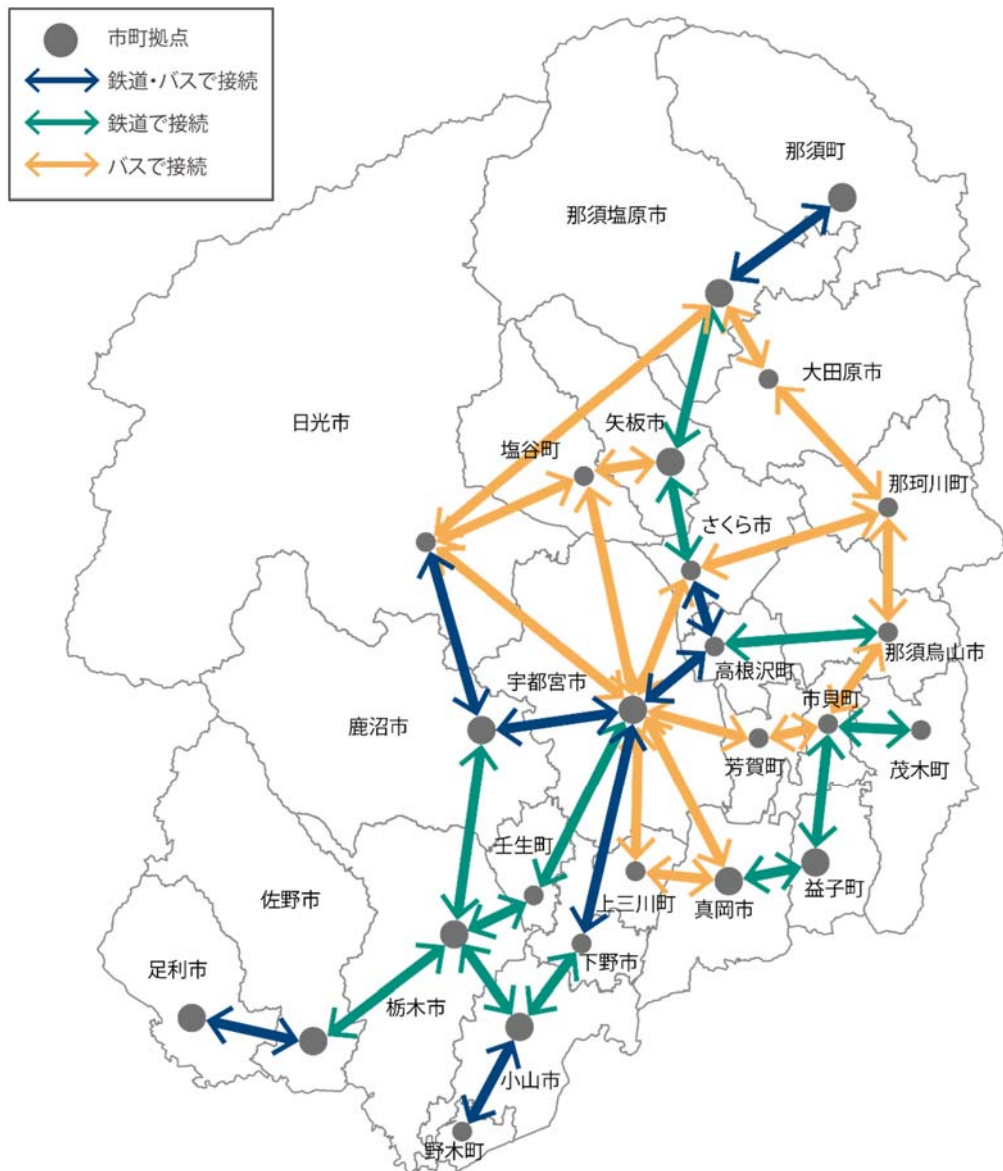 市町拠点
鉄道・バスで接続
鉄道で接続
バスで接続
那須町
那須塩原市
大田原市
日光市
矢板市
塩谷町
那珂川町
さくら市
那須烏山市
高根沢町
宇都宮市
市貝町
鹿沼市
芳賀町
茂木町
壬生町
益子町
上三川町
真岡市
佐野市
下野市
足利市
栃木市
小山市
野木町